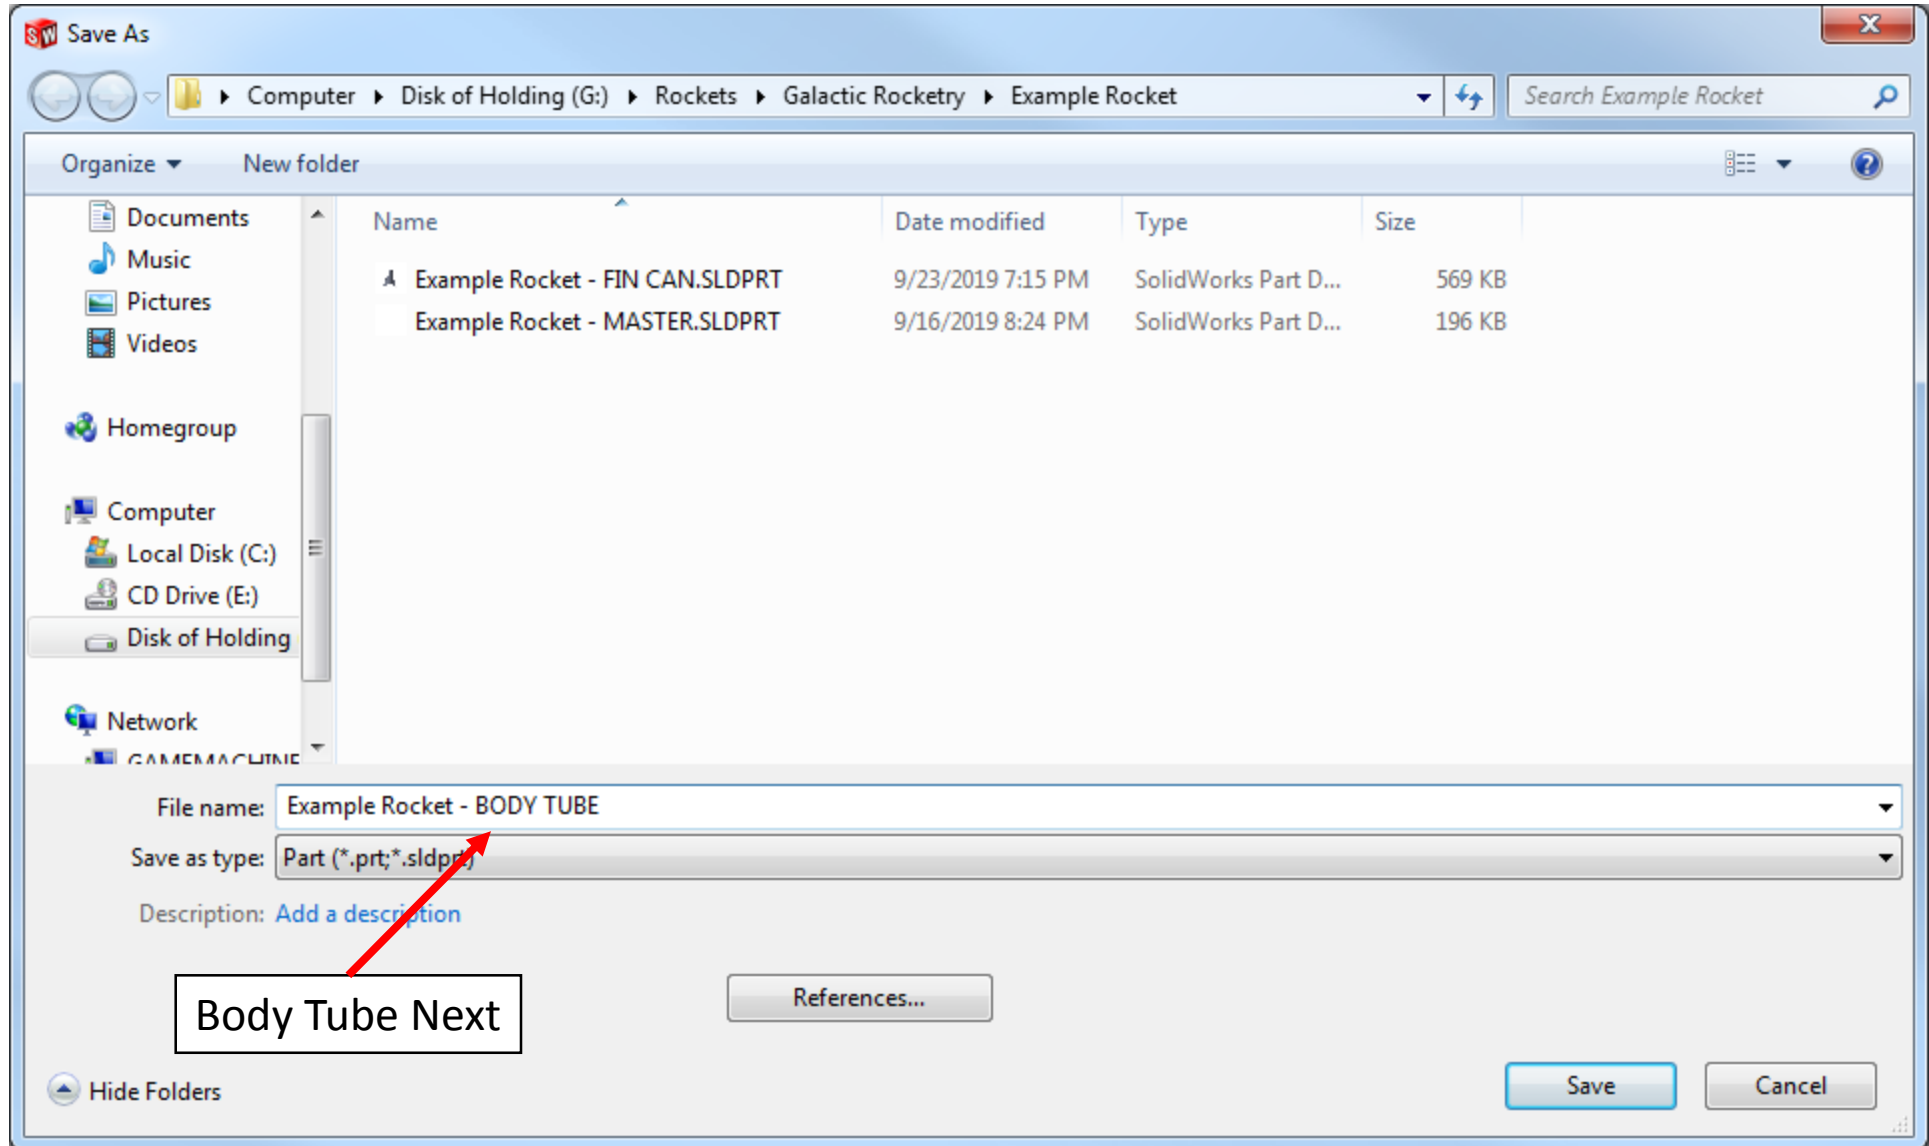 SW Save As
Computer Disk of Holding (G:) Rockets Galactic Rocketry Example Rocket Search Example Rocket
Organize New folder
Documents
Music
Pictures
Videos
Homegroup
Computer
Local Disk (C:)
CD Drive (E:)
Disk of Holding
Network
GAMEMACHINE
Name Date modified Type Size
Example Rocket - FIN CAN.SLDPRT 9/23/2019 7:15 PM SolidWorks Part D... 569 KB
Example Rocket - MASTER.SLDPRT 9/16/2019 8:24 PM SolidWorks Part D... 196 KB
File name: Example Rocket - BODY TUBE
Save as type: Part (*.prt;*.sldprt)
Description: Add a description
Body Tube Next
References...
Hide Folders
Save Cancel